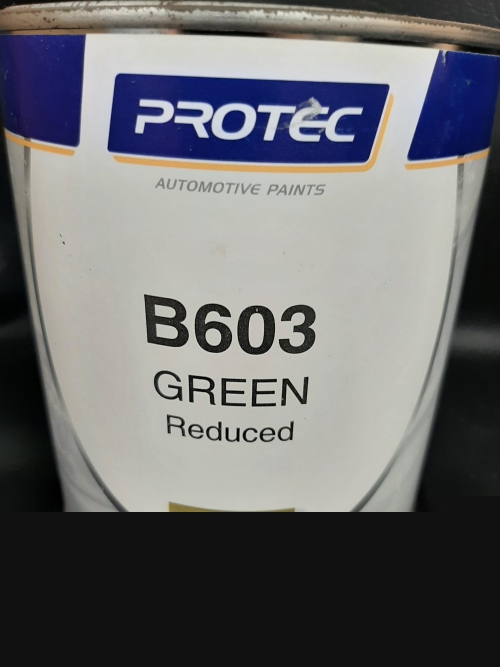 PROTEC
AUTOMOTIVE PAINTS
B603
GREEN
Reduced